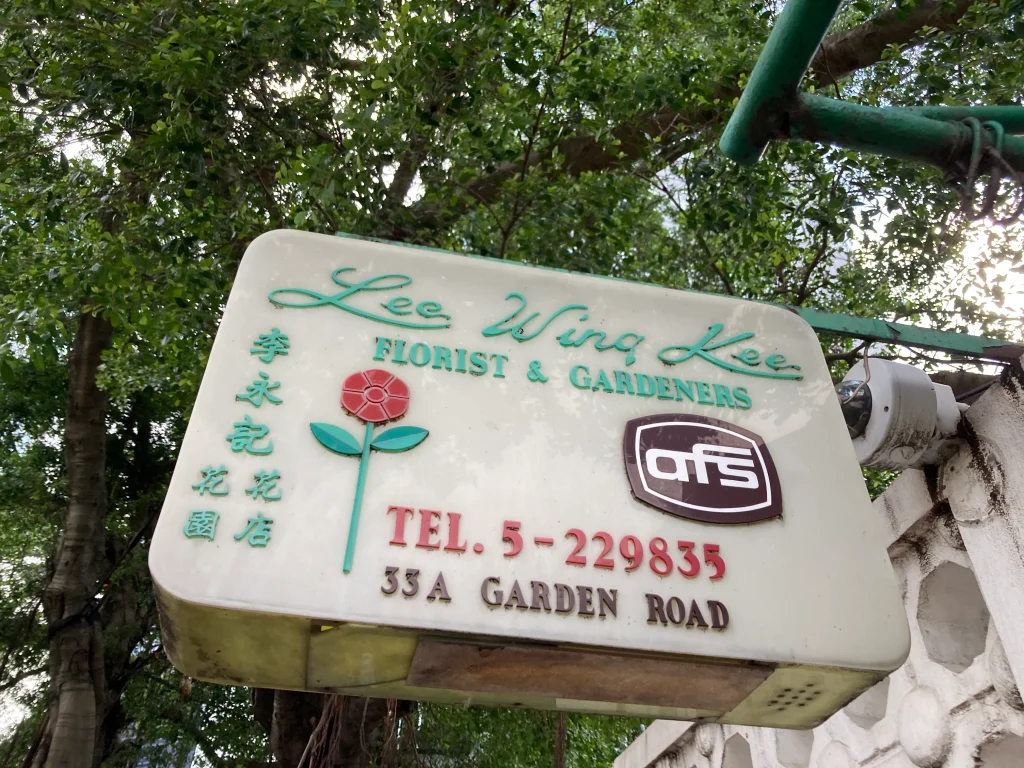 Lee Wing Kee
FLORIST & GARDENERS
李永記花店
花園
afs
TEL. 5-229835
33A GARDEN ROAD